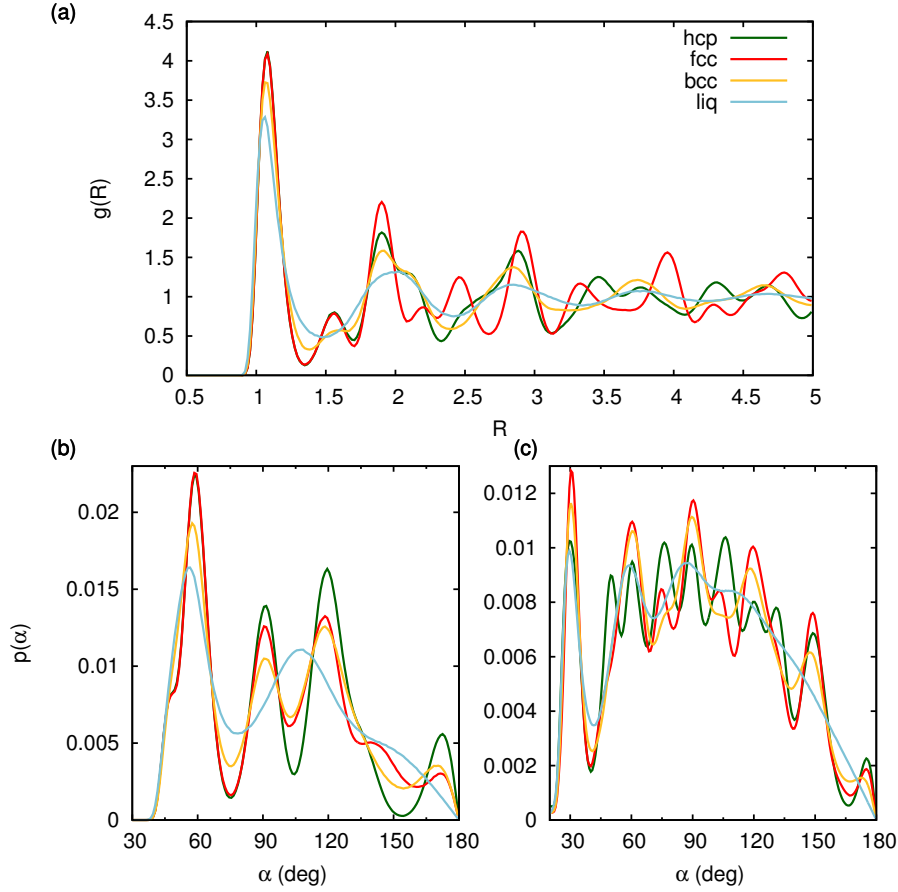 (a)
4.5
4
3.5
3
2.5
2
1.5
1
0.5
0
g(R)
hcp
fcc
bcc
liq
0.5 1 1.5 2 2.5 3 3.5 4 4.5 5
R
(b)
0.02
0.015
0.01
0.005
0
p(α)
30 60 90 120 150 180
α (deg)
(c)
0.012
0.01
0.008
0.006
0.004
0.002
0
30 60 90 120 150 180
α (deg)